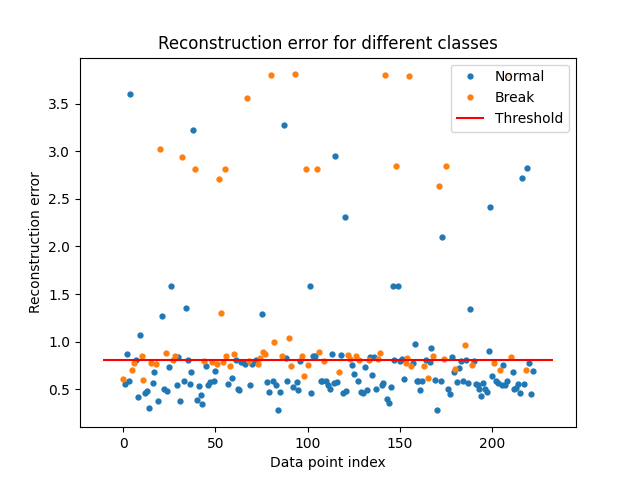 Reconstruction error for different classes
Normal
Break
Threshold
Reconstruction error
3.5
3.0
2.5
2.0
1.5
1.0
0.5
0
50
100
150
200
Data point index